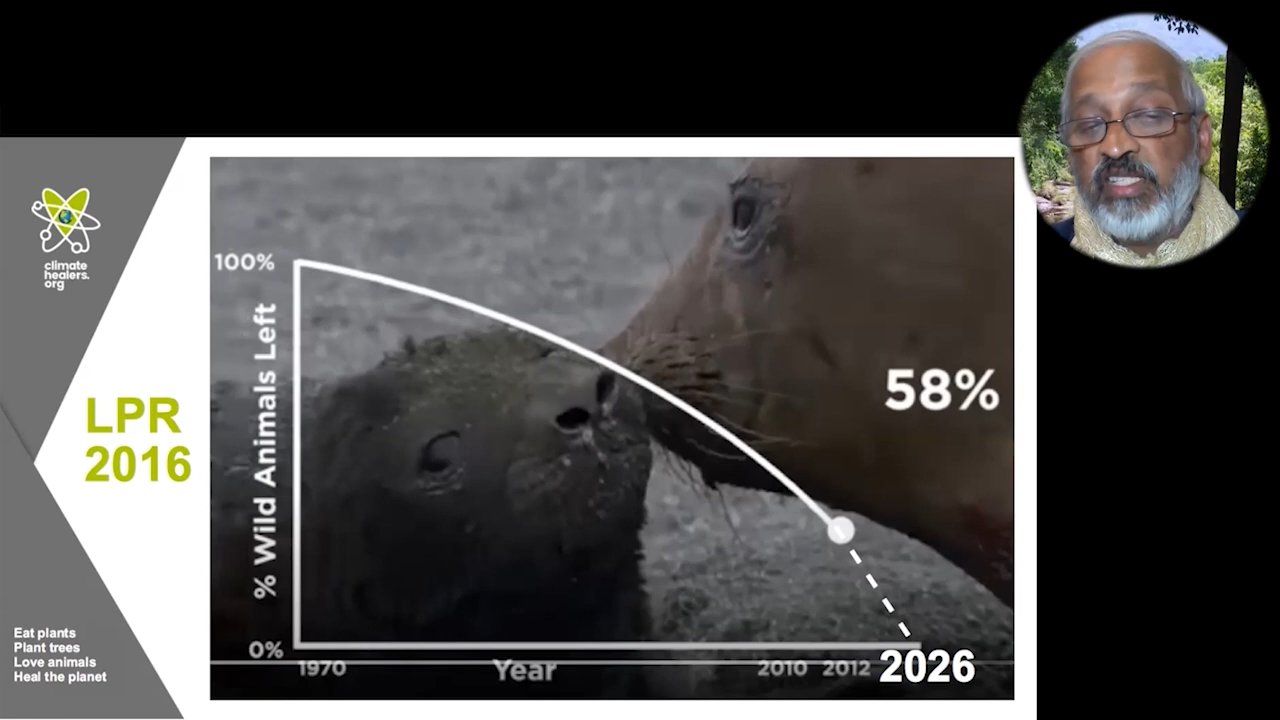 climate
healers.
org
LPR
2016
Eat plants
Plant trees
Love animals
Heal the planet
100%
% Wild Animals Left
58%
0%
1970
Year
2010
2012
2026